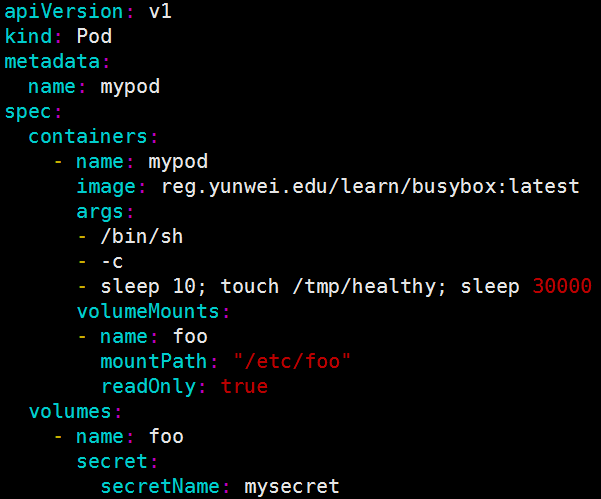 apiVersion: v1
kind: Pod
metadata:
  name: mypod
spec:
  containers:
    - name: mypod
      image: reg.yunwei.edu/learn/busybox:latest
      args:
      - /bin/sh
      - -c
      - sleep 10; touch /tmp/healthy; sleep 30000
      volumeMounts:
      - name: foo
        mountPath: "/etc/foo"
        readOnly: true
  volumes:
    - name: foo
      secret:
        secretName: mysecret